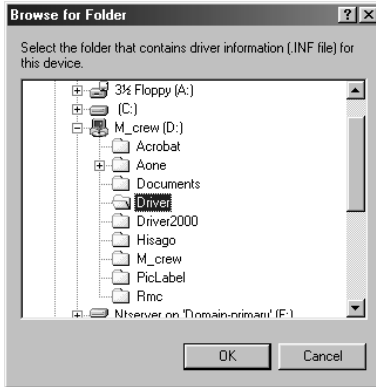 Browse for Folder
Select the folder that contains driver information (.INF file) for
this device.
3½ Floppy (A:)
(C:)
M_crew (D:)
Acrobat
Aone
Documents
Driver
Driver2000
Hisago
M_crew
PicLabel
Rmc
Ntserver on 'Domain-primary' (F:)
OK
Cancel